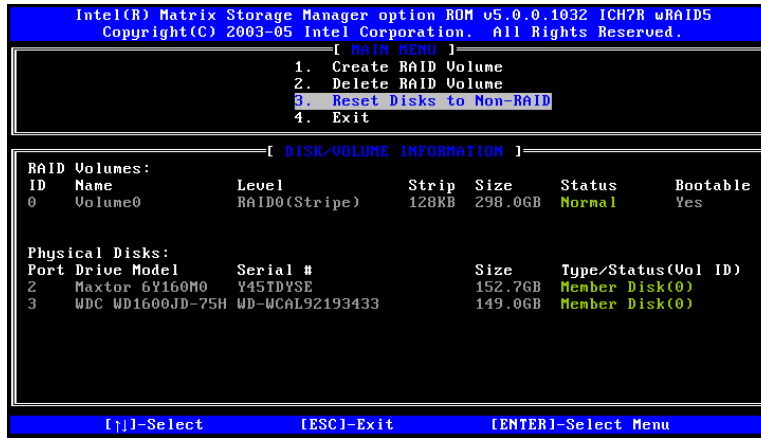 Intel(R) Matrix Storage Manager option ROM v5.0.0.1032 ICH7R wRAID5
Copyright(C) 2003-05 Intel Corporation. All Rights Reserved.
[ MAIN MENU ]
1. Create RAID Volume
2. Delete RAID Volume
3. Reset Disks to Non-RAID
4. Exit
[ DISK/VOLUME INFORMATION ]
RAID Volumes:
ID Name Level Strip Size Status Bootable
0 Volume0 RAID0(Stripe) 128KB 298.0GB Normal Yes
Physical Disks:
Port Drive Model Serial # Size Type/Status(Vol ID)
2 Maxtor 6Y160M0 Y45TDYSE 152.7GB Member Disk(0)
3 WDC WD1600JD-75H WD-WCAL92193433 149.0GB Member Disk(0)
[↑↓]-Select [ESC]-Exit [ENTER]-Select Menu